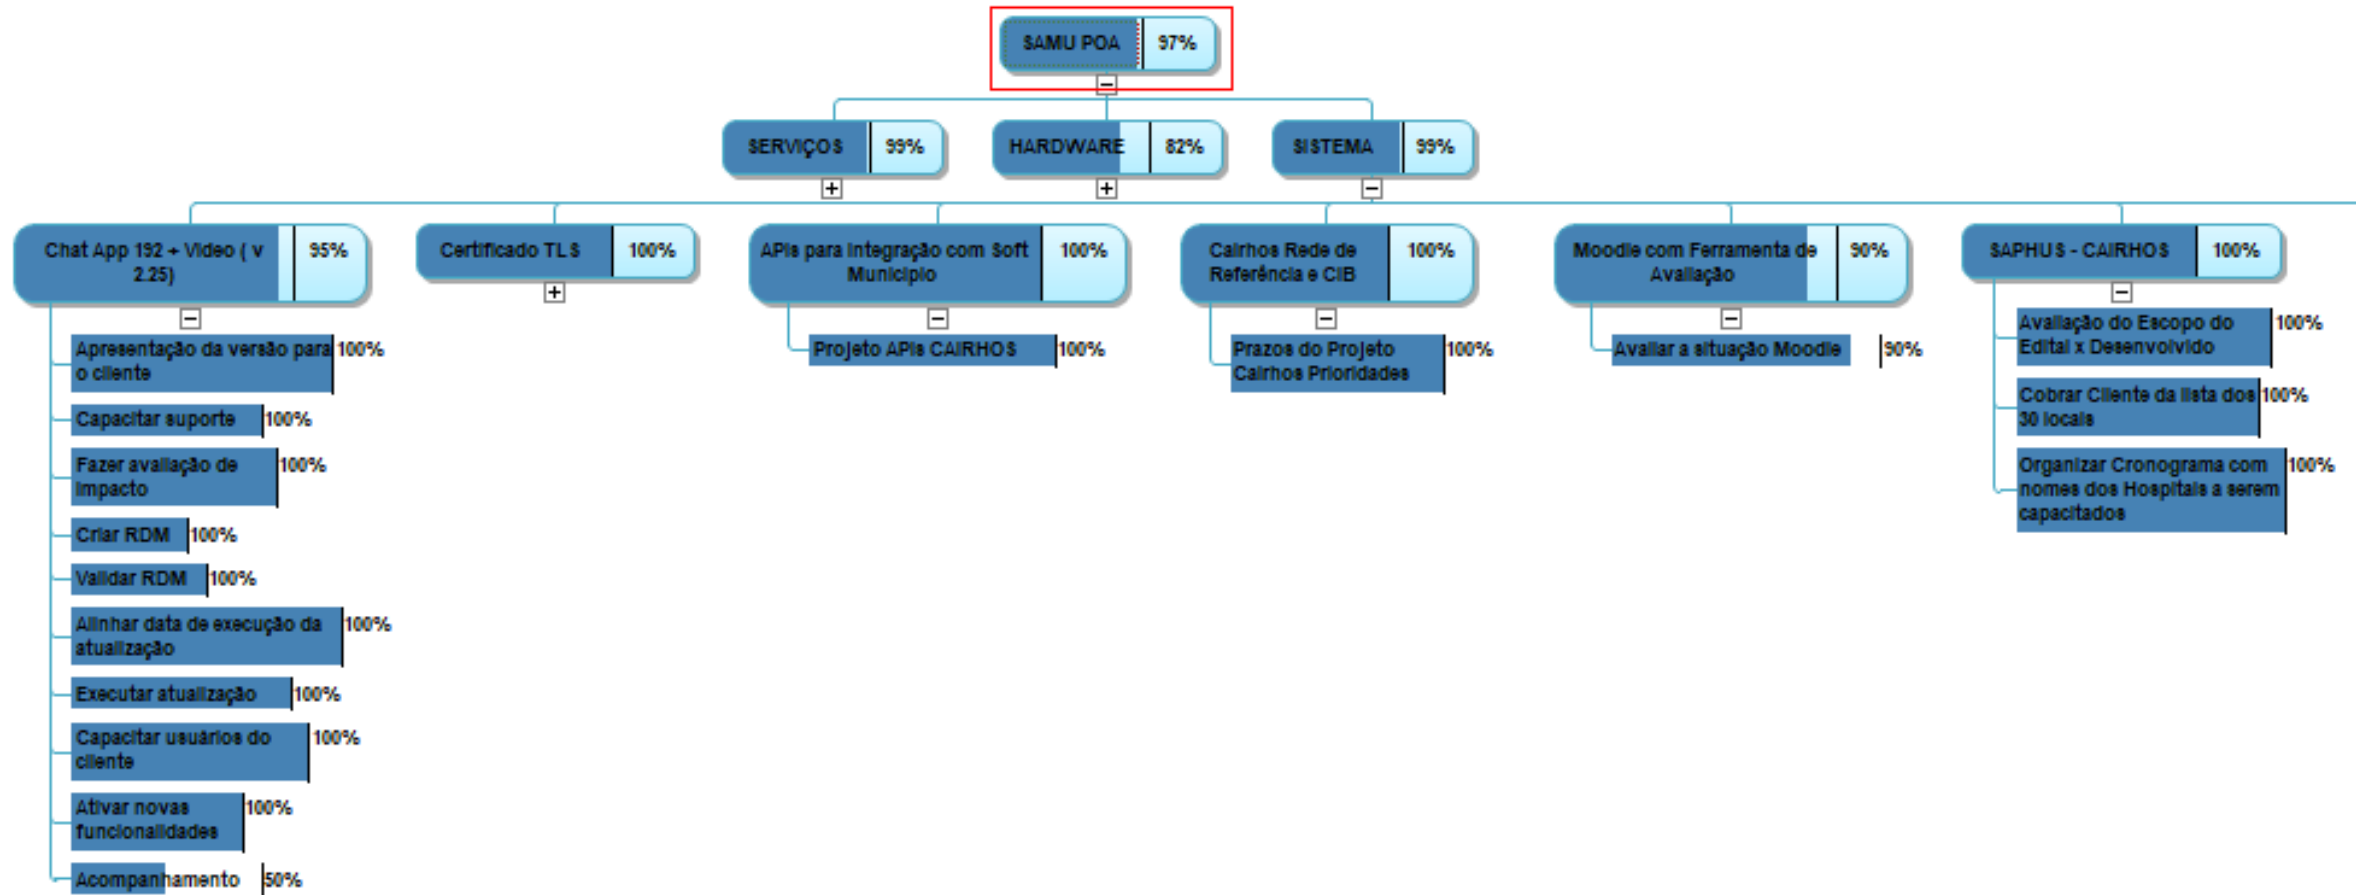 SAMU POA 97%
SERVIÇOS 99%
HARDWARE 82%
SISTEMA 99%
Chat App 192 + Video ( v
2.25)
95%
Apresentação da versão para
o cliente
100%
Capacitar suporte 100%
Fazer avaliação de
impacto
100%
Criar RDM 100%
Validar RDM 100%
Alinhar data de execução da
atualização
100%
Executar atualização 100%
Capacitar usuários do
cliente
100%
Ativar novas
funcionalidades
100%
Acompanhamento 50%
Certificado TLS 100%
APIs para Integração com Soft
Municipio
100%
Projeto APIs CAIRHOS 100%
Cairhos Rede de
Referência e CIB
100%
Prazos do Projeto
Cairhos Prioridades
100%
Moodle com Ferramenta de
Avaliação
90%
Avaliar a situação Moodle 90%
SAPHUS - CAIRHOS 100%
Avaliação do Escopo do
Edital x Desenvolvido
100%
Cobrar Cliente da lista dos
30 locais
100%
Organizar Cronograma com
nomes dos Hospitais a serem
capacitados
100%